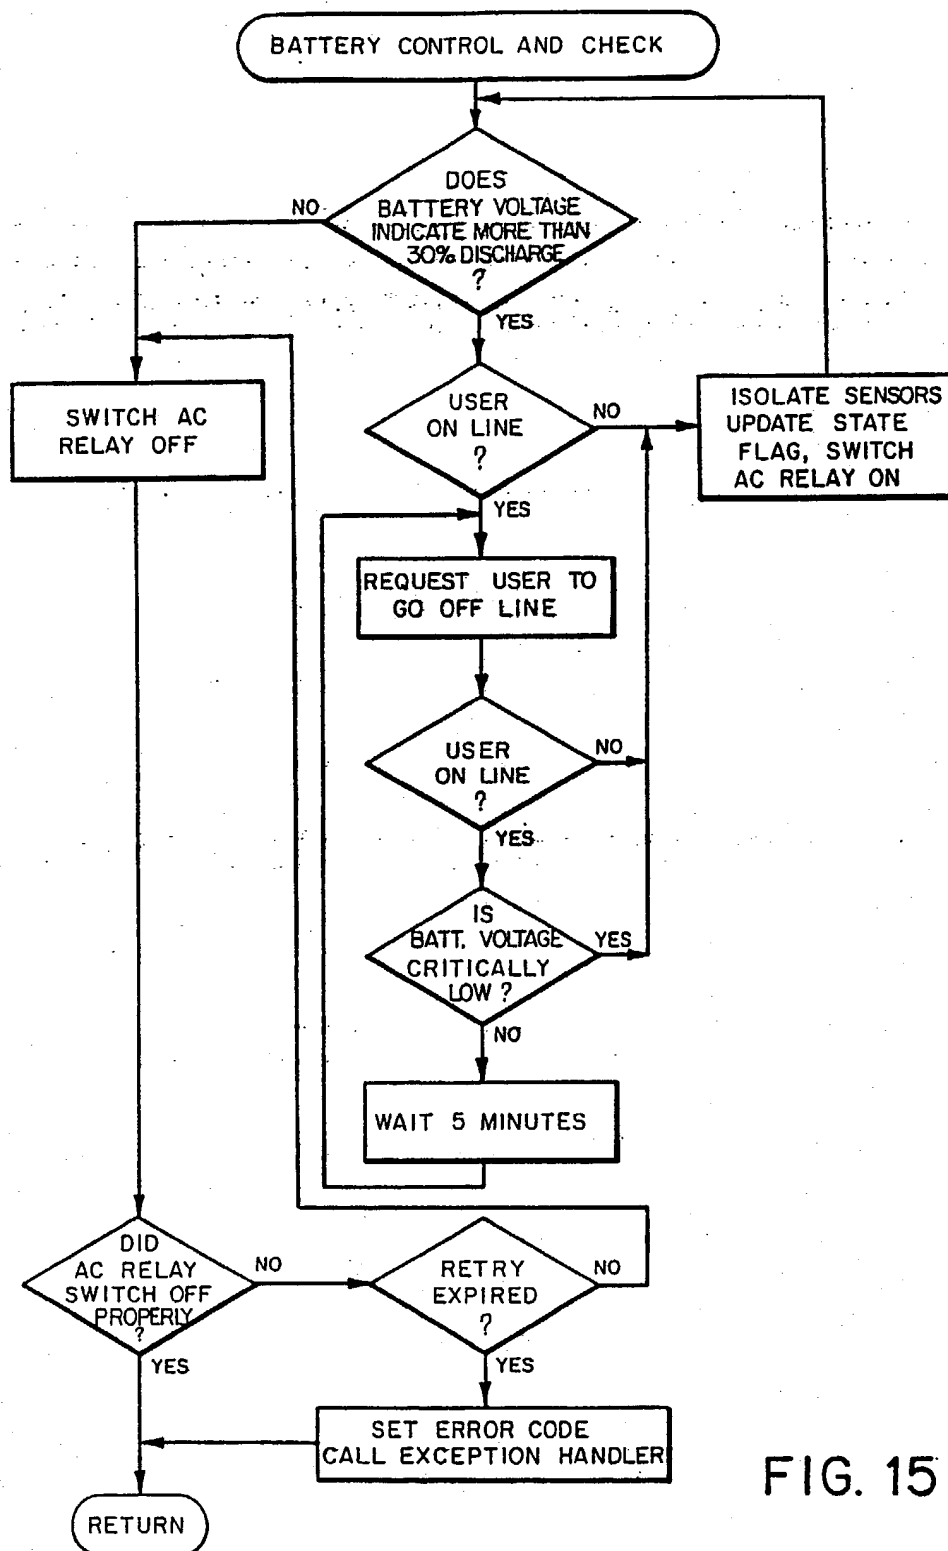 BATTERY CONTROL AND CHECK
DOES
BATTERY VOLTAGE
INDICATE MORE THAN
30% DISCHARGE
?
NO
YES
SWITCH AC
RELAY OFF
USER
ON LINE
?
NO
YES
ISOLATE SENSORS
UPDATE STATE
FLAG, SWITCH
AC RELAY ON
REQUEST USER TO
GO OFF LINE
USER
ON LINE
?
NO
YES
IS
BATT. VOLTAGE
CRITICALLY
LOW ?
YES
NO
WAIT 5 MINUTES
DID
AC RELAY
SWITCH OFF
PROPERLY
?
NO
YES
RETRY
EXPIRED
?
NO
YES
SET ERROR CODE
CALL EXCEPTION HANDLER
RETURN
FIG. 15